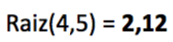 Raiz(4,5) = 2,12